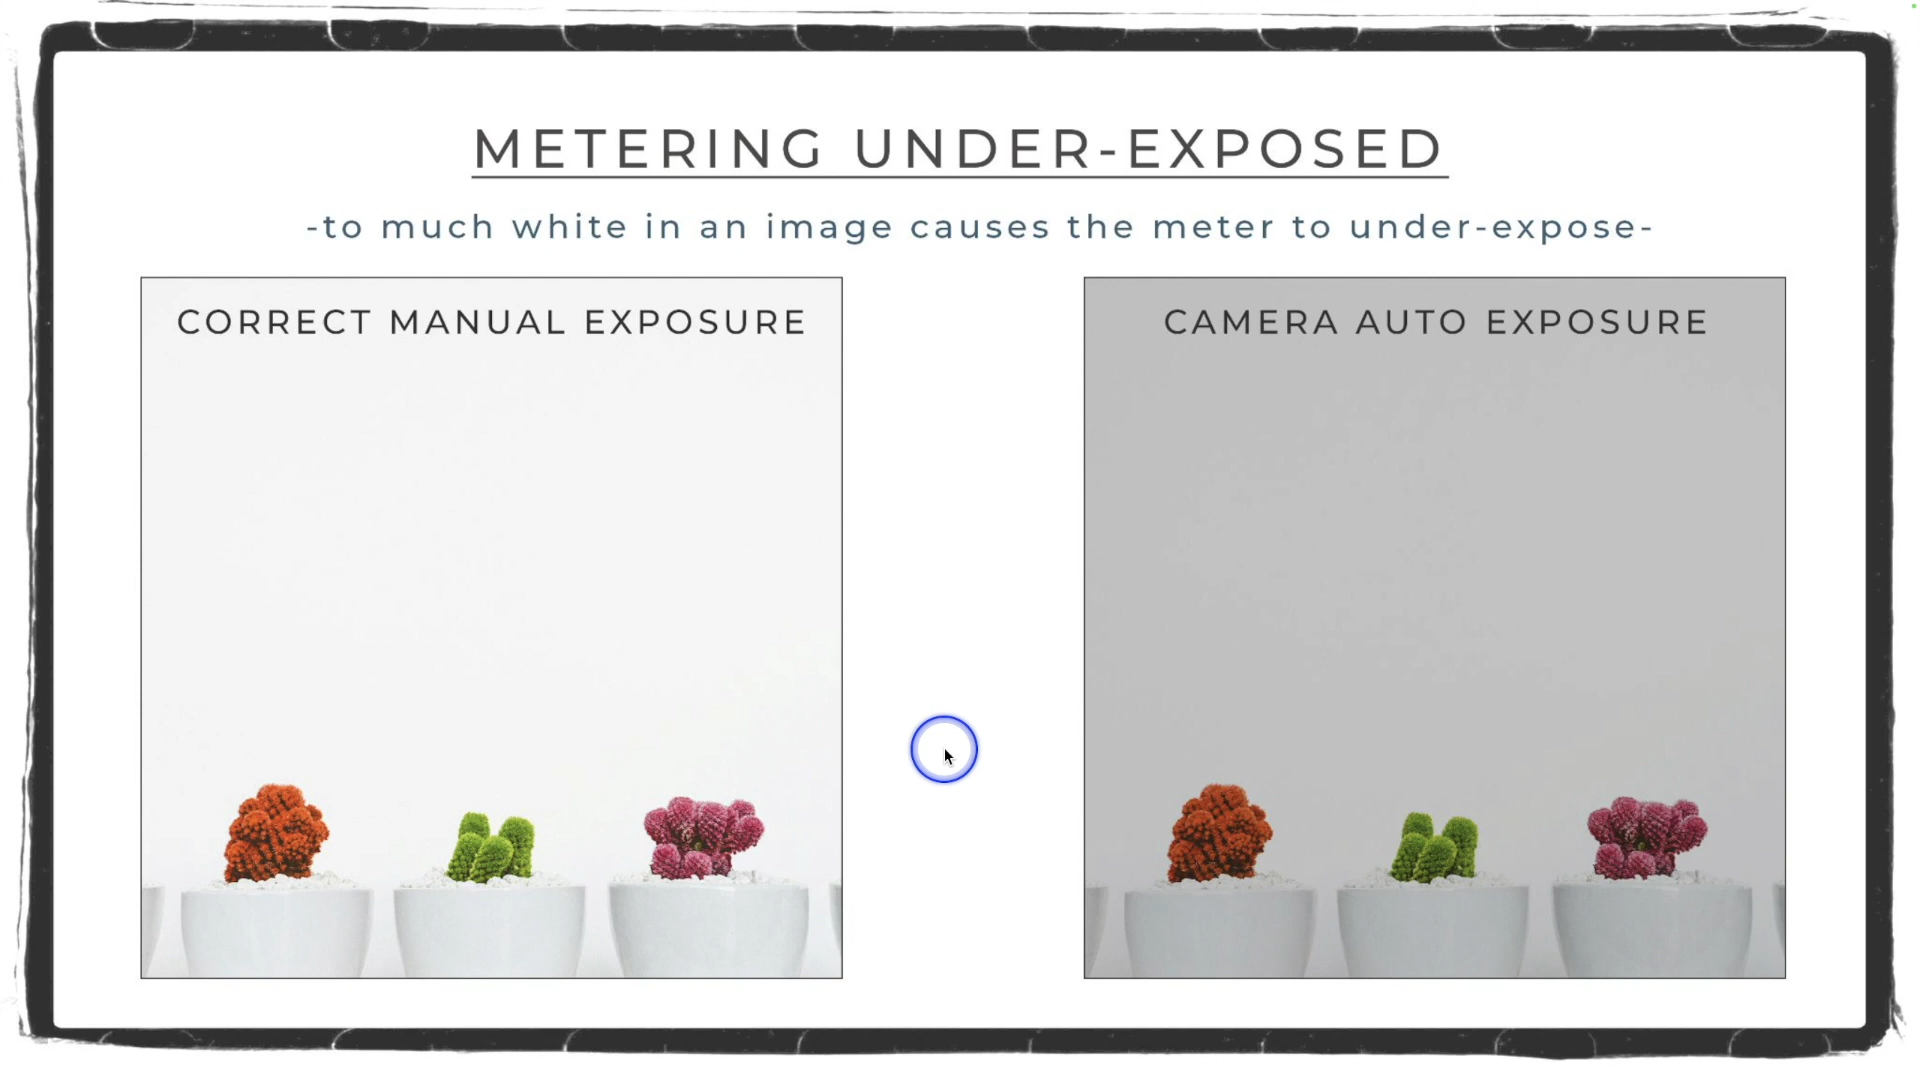 METERING UNDER-EXPOSED
-to much white in an image causes the meter to under-expose-
CORRECT MANUAL EXPOSURE
CAMERA AUTO EXPOSURE